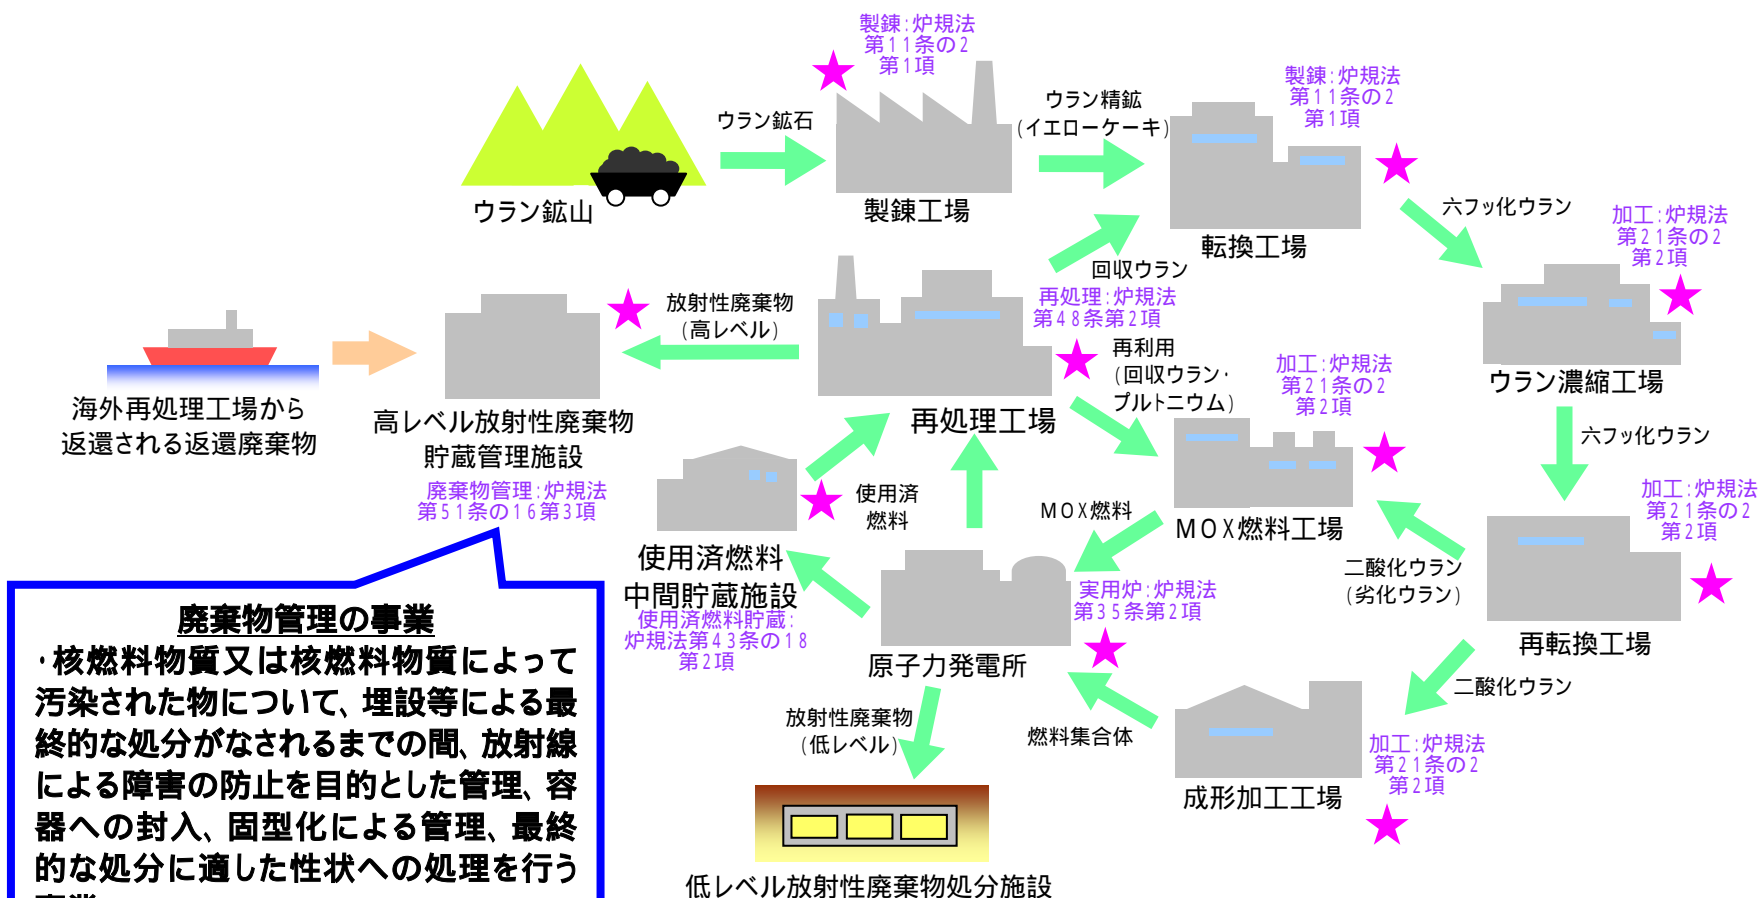 製錬:炉規法
第11条の2
第1項
ウラン鉱石
ウラン精鉱
(イエローケーキ)
製錬:炉規法
第11条の2
第1項
ウラン鉱山
製錬工場
転換工場
六フッ化ウラン
加工:炉規法
第21条の2
第2項
回収ウラン
再処理:炉規法
第48条第2項
放射性廃棄物
(高レベル)
再利用
(回収ウラン・
プルトニウム)
加工:炉規法
第21条の2
第2項
ウラン濃縮工場
海外再処理工場から
返還される返還廃棄物
高レベル放射性廃棄物
貯蔵管理施設
廃棄物管理:炉規法
第51条の16第3項
再処理工場
六フッ化ウラン
使用済
燃料
MOX燃料
MOX燃料工場
加工:炉規法
第21条の2
第2項
使用済燃料
中間貯蔵施設
使用済燃料貯蔵:
炉規法第43条の18
第2項
実用炉:炉規法
第35条第2項
二酸化ウラン
(劣化ウラン)
再転換工場
原子力発電所
二酸化ウラン
放射性廃棄物
(低レベル)
燃料集合体
加工:炉規法
第21条の2
第2項
成形加工工場
低レベル放射性廃棄物処分施設
廃棄物管理の事業
・核燃料物質又は核燃料物質によって
汚染された物について、埋設等による最
終的な処分がなされるまでの間、放射線
による障害の防止を目的とした管理、容
器への封入、固型化による管理、最終
的な処分に適した性状への処理を行う